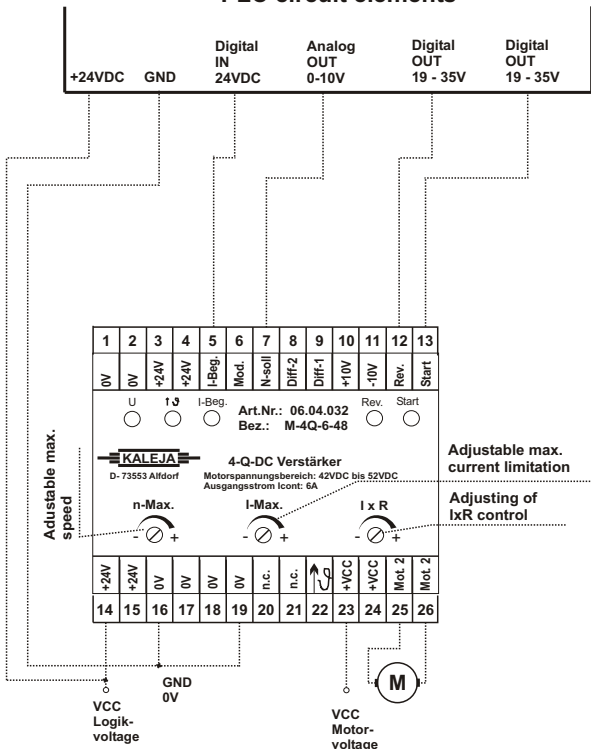 +24VDC
GND
Digital
IN
24VDC
Analog
OUT
0-10V
Digital
OUT
19 - 35V
Digital
OUT
19 - 35V
1 2 3 4 5 6 7 8 9 10 11 12 13
0V 0V +24V +24V I-Beg. Mod. N-soll Diff-2 Diff-1 +10V -10V Rev. Start
U ↑ϑ I-Beg. Rev. Start
Art.Nr.: 06.04.032
Bez.: M-4Q-6-48
KALEJA
D- 73553 Alfdorf
4-Q-DC Verstärker
Motorspannungsbereich: 42VDC bis 52VDC
Ausgangsstrom Icont: 6A
n-Max. I-Max. I x R
- + - + - +
Adustable max.
speed
Adjustable max.
current limitation
Adjusting of
IxR control
+24V +24V 0V 0V 0V 0V n.c. n.c. ↑ϑ +VCC +VCC Mot. 2 Mot. 2
14 15 16 17 18 19 20 21 22 23 24 25 26
GND
0V
M
VCC
Logik-
voltage
VCC
Motor-
voltage